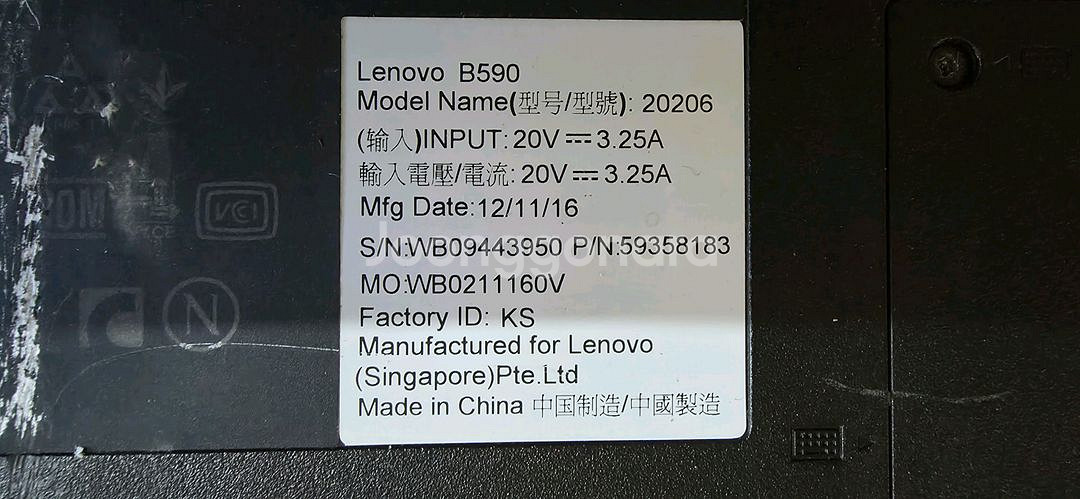 Lenovo B590
Model Name(型号/型號): 20206
(输入)INPUT: 20V ⎓ 3.25A
輸入電壓/電流: 20V ⎓ 3.25A
Mfg Date:12/11/16
S/N:WB09443950 P/N:59358183
MO:WB0211160V
Factory ID: KS
Manufactured for Lenovo
(Singapore)Pte.Ltd
Made in China 中国制造/中國製造
VCI
N
Joonggonara